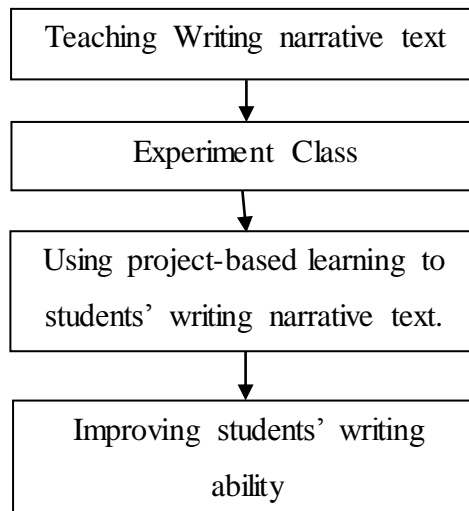 Teaching Writing narrative text
Experiment Class
Using project-based learning to
students’ writing narrative text.
Improving students’ writing
ability